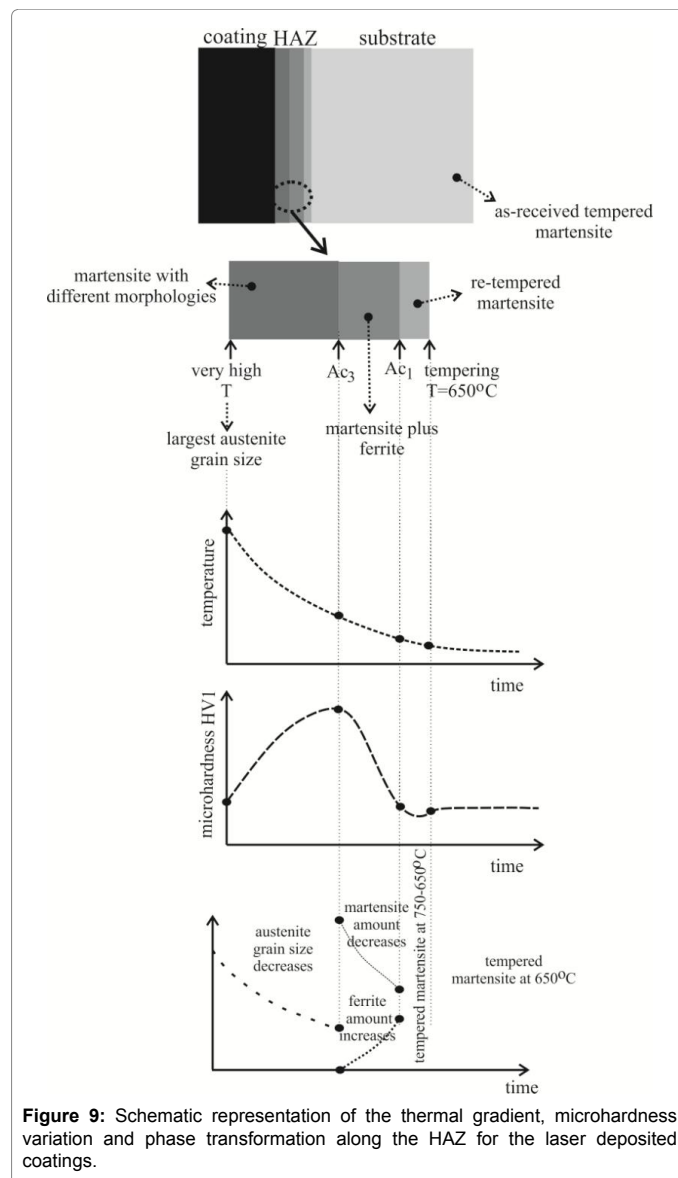 coating HAZ substrate
as-received tempered
martensite
martensite with
different morphologies
re-tempered
martensite
very high
T
Ac3
Ac1
tempering
T=650°C
largest austenite
grain size
martensite plus
ferrite
temperature
time
microhardness HV1
time
austenite
grain size
decreases
martensite
amount
decreases
ferrite
amount
increases
tempered martensite at 750-650°C
tempered
martensite at 650°C
time
Figure 9: Schematic representation of the thermal gradient, microhardness
variation and phase transformation along the HAZ for the laser deposited
coatings.